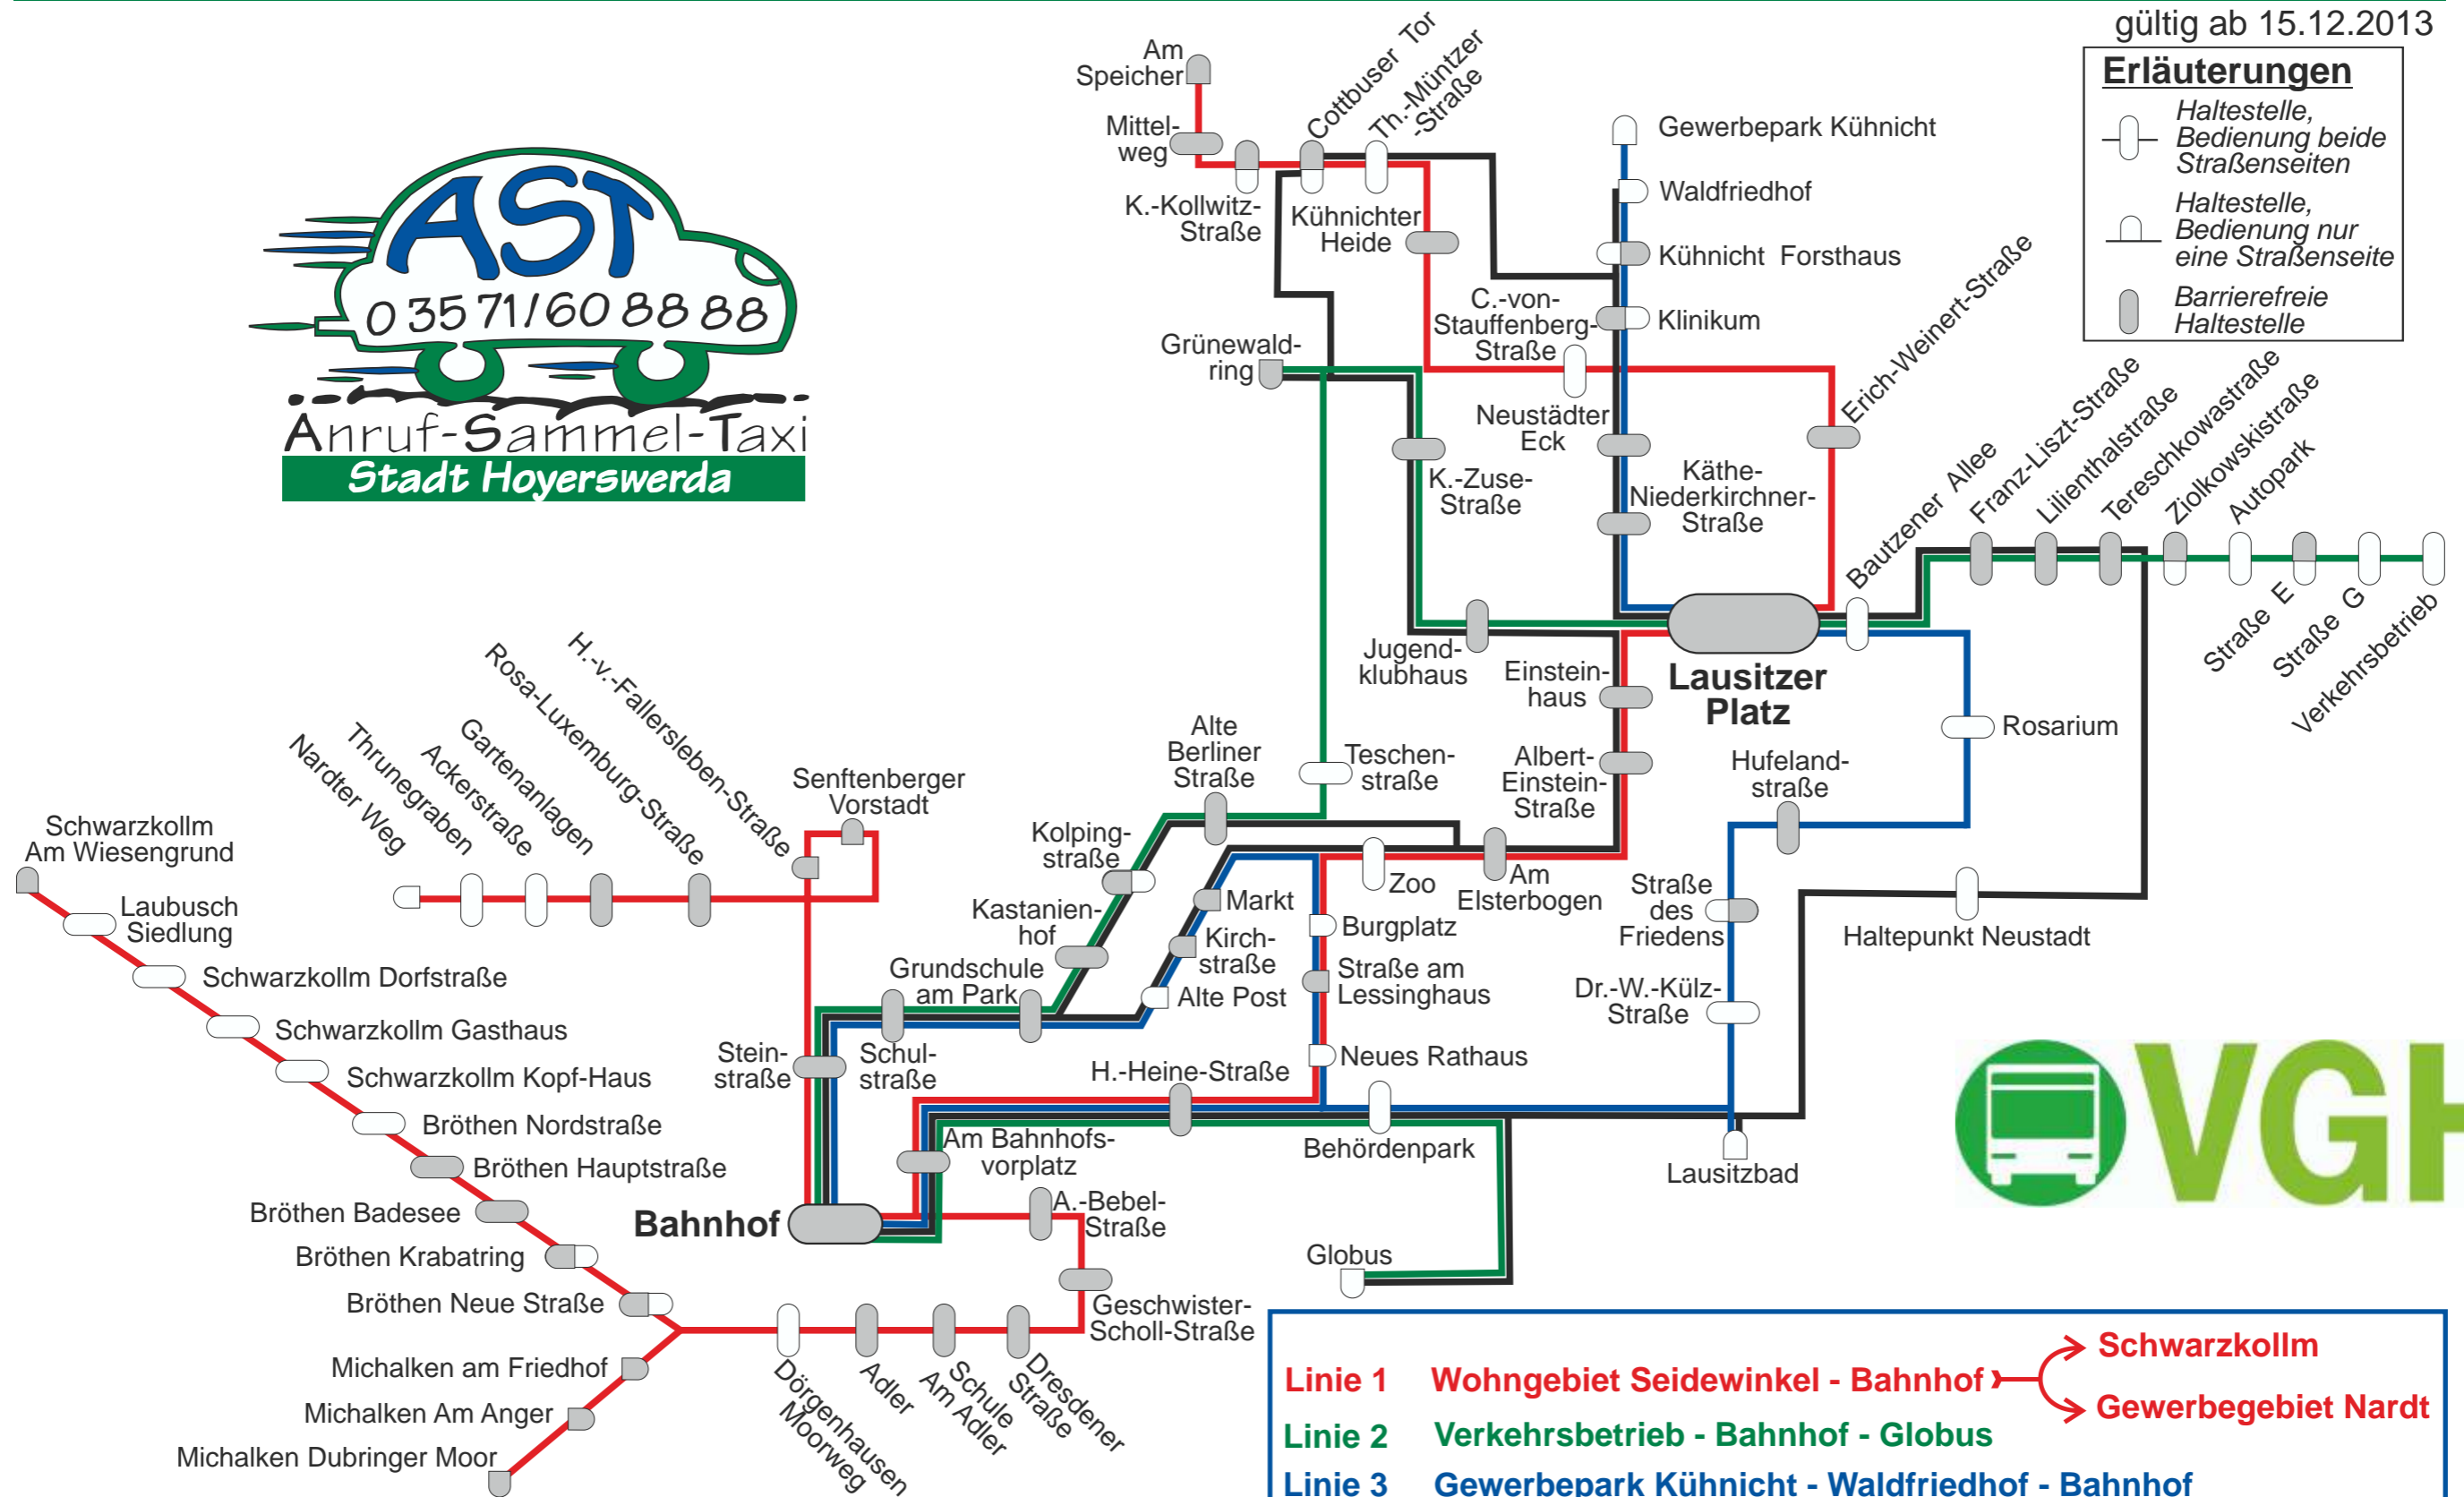 gültig ab 15.12.2013
Erläuterungen
Haltestelle,
Bedienung beide
Straßenseiten
Haltestelle,
Bedienung nur
eine Straßenseite
Barrierefreie
Haltestelle
AST
0 35 71/60 88 88
Anruf-Sammel-Taxi
Stadt Hoyerswerda
Am
Speicher
Mittel-
weg
K.-Kollwitz-
Straße
Cottbuser Tor
Th.-Müntzer
-Straße
Kühnichter
Heide
Gewerbepark Kühnicht
Waldfriedhof
Kühnicht Forsthaus
Klinikum
C.-von-
Stauffenberg-
Straße
Grünewald-
ring
Neustädter
Eck
K.-Zuse-
Straße
Käthe-
Niederkirchner-
Straße
Erich-Weinert-Straße
Bautzener Allee
Franz-Liszt-Straße
Lilienthalstraße
Tereschkowastraße
Ziolkowskistraße
Autopark
Straße E
Straße G
Verkehrsbetrieb
Jugend-
klubhaus
Einstein-
haus
Lausitzer
Platz
Rosarium
Hufeland-
straße
Albert-
Einstein-
Straße
Teschen-
straße
Alte
Berliner
Straße
Kolping-
straße
Kastanien-
hof
Grundschule
am Park
Markt
Kirch-
straße
Alte Post
Zoo
Am
Elsterbogen
Burgplatz
Straße am
Lessinghaus
Neues Rathaus
Straße
des
Friedens
Dr.-W.-Külz-
Straße
Haltepunkt Neustadt
Lausitzbad
Behördenpark
H.-Heine-Straße
Schul-
straße
Stein-
straße
Am Bahnhofs-
vorplatz
Bahnhof
A.-Bebel-
Straße
Geschwister-
Scholl-Straße
Globus
H.-v.-Fallersleben-Straße
Rosa-Luxemburg-Straße
Gartenanlagen
Ackerstraße
Thrunegraben
Nardter Weg
Senftenberger
Vorstadt
Schwarzkollm
Am Wiesengrund
Laubusch
Siedlung
Schwarzkollm Dorfstraße
Schwarzkollm Gasthaus
Schwarzkollm Kopf-Haus
Bröthen Nordstraße
Bröthen Hauptstraße
Bröthen Badesee
Bröthen Krabatring
Bröthen Neue Straße
Michalken am Friedhof
Michalken Am Anger
Michalken Dubringer Moor
Dörgenhausen
Moorweg
Adler
Schule
Am Adler
Dresdener
Straße
VGH
Linie 1 Wohngebiet Seidewinkel - Bahnhof
Schwarzkollm
Gewerbegebiet Nardt
Linie 2 Verkehrsbetrieb - Bahnhof - Globus
Linie 3 Gewerbepark Kühnicht - Waldfriedhof - Bahnhof